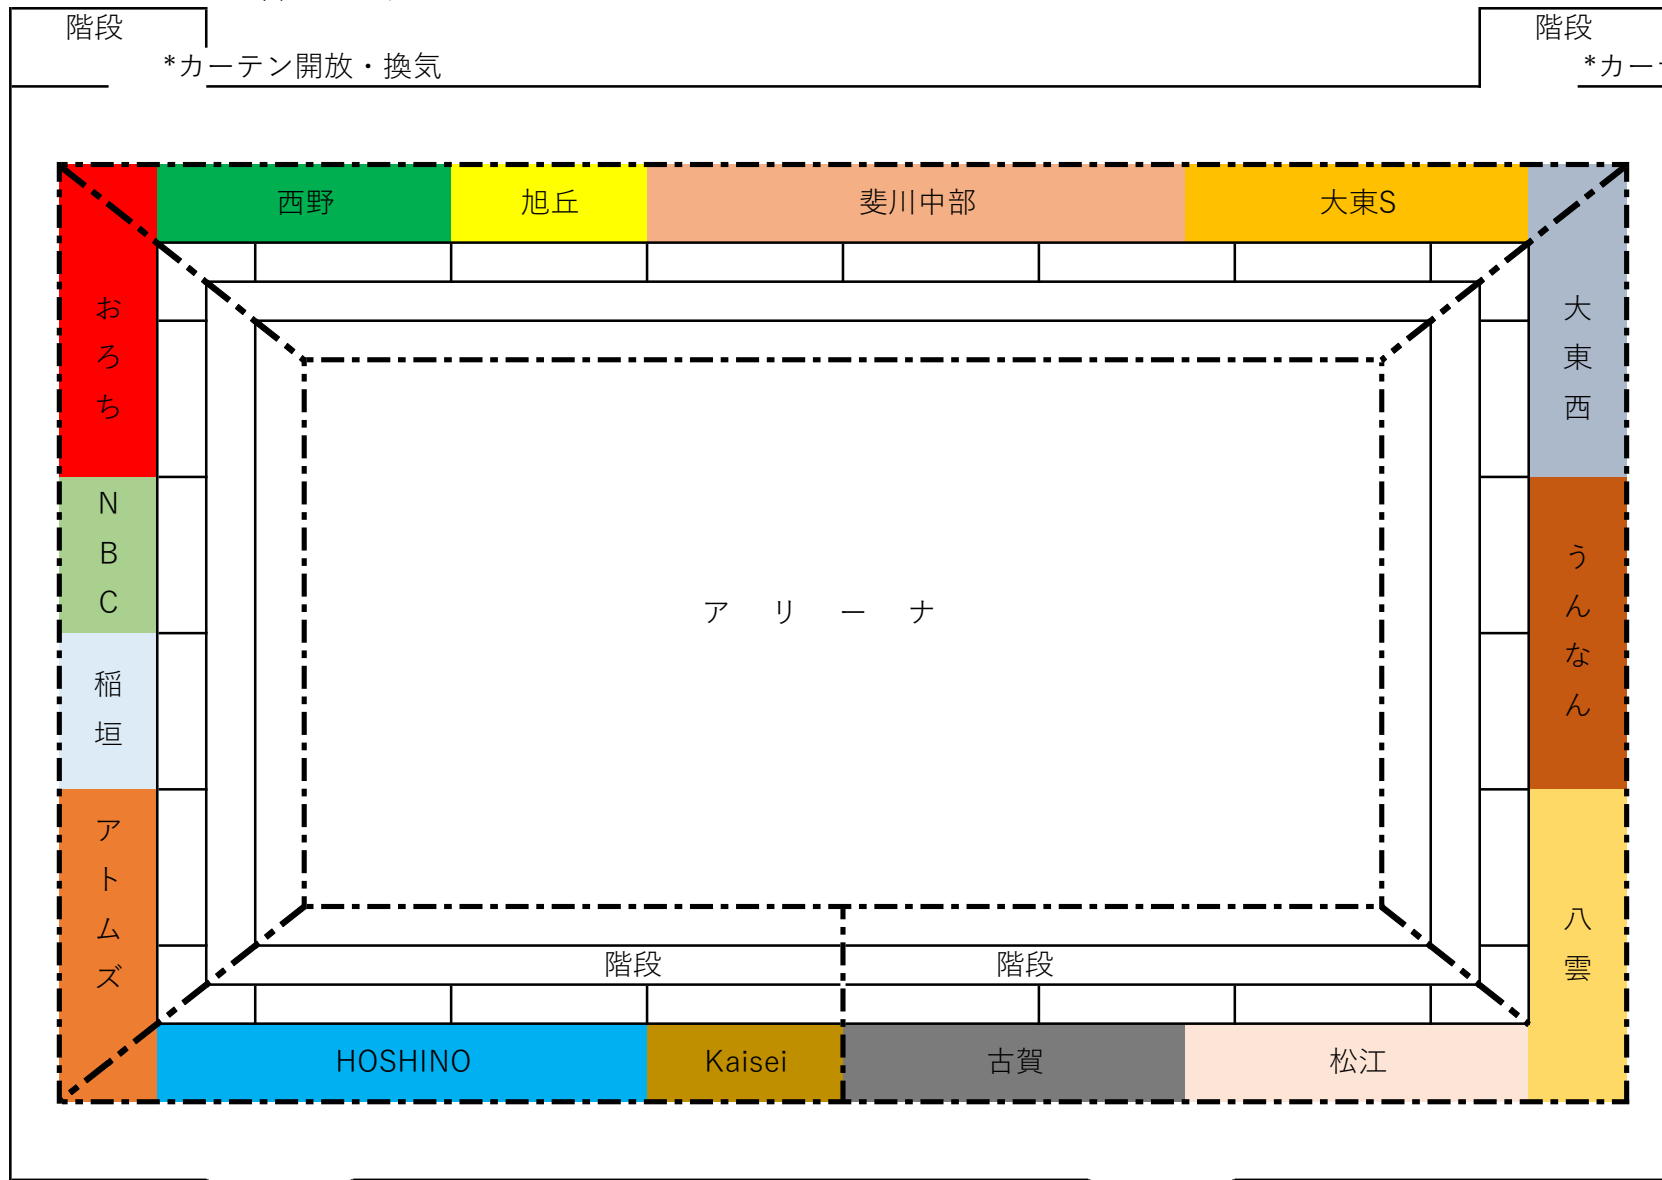 階段
階段
*カーテン開放・換気
*カー
西野
旭丘
斐川中部
大東S
おろち
大東西
NBC
うんなん
アリーナ
稲垣
アトムズ
八雲
階段
階段
HOSHINO
Kaisei
古賀
松江